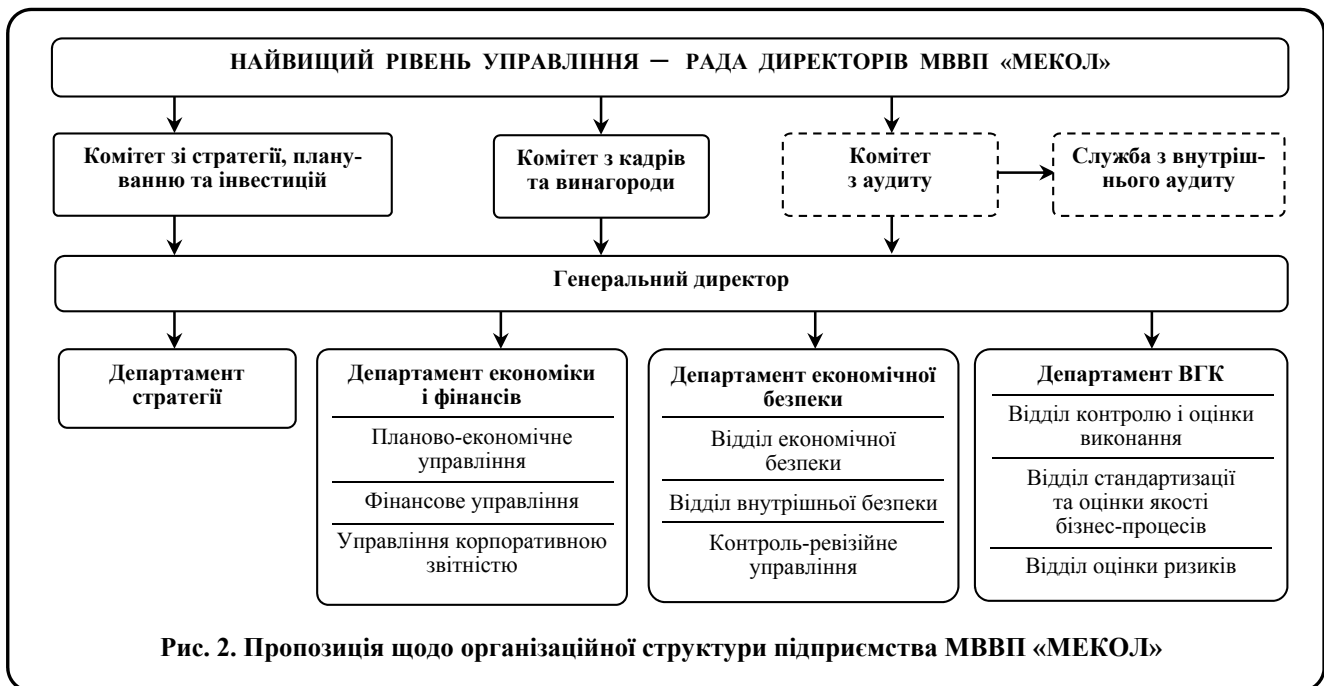 НАЙВИЩИЙ РІВЕНЬ УПРАВЛІННЯ — РАДА ДИРЕКТОРІВ МВВП «МЕКОЛ»
Комітет зі стратегії, плану-
ванню та інвестицій
Комітет з кадрів
та винагороди
Комітет
з аудиту
Служба з внутріш-
нього аудиту
Генеральний директор
Департамент
стратегії
Департамент економіки
і фінансів
Планово-економічне
управління
Фінансове управління
Управління корпоративною
звітністю
Департамент економічної
безпеки
Відділ економічної
безпеки
Відділ внутрішньої безпеки
Контроль-ревізійне
управління
Департамент ВГК
Відділ контролю і оцінки
виконання
Відділ стандартизації
та оцінки якості
бізнес-процесів
Відділ оцінки ризиків
Рис. 2. Пропозиція щодо організаційної структури підприємства МВВП «МЕКОЛ»